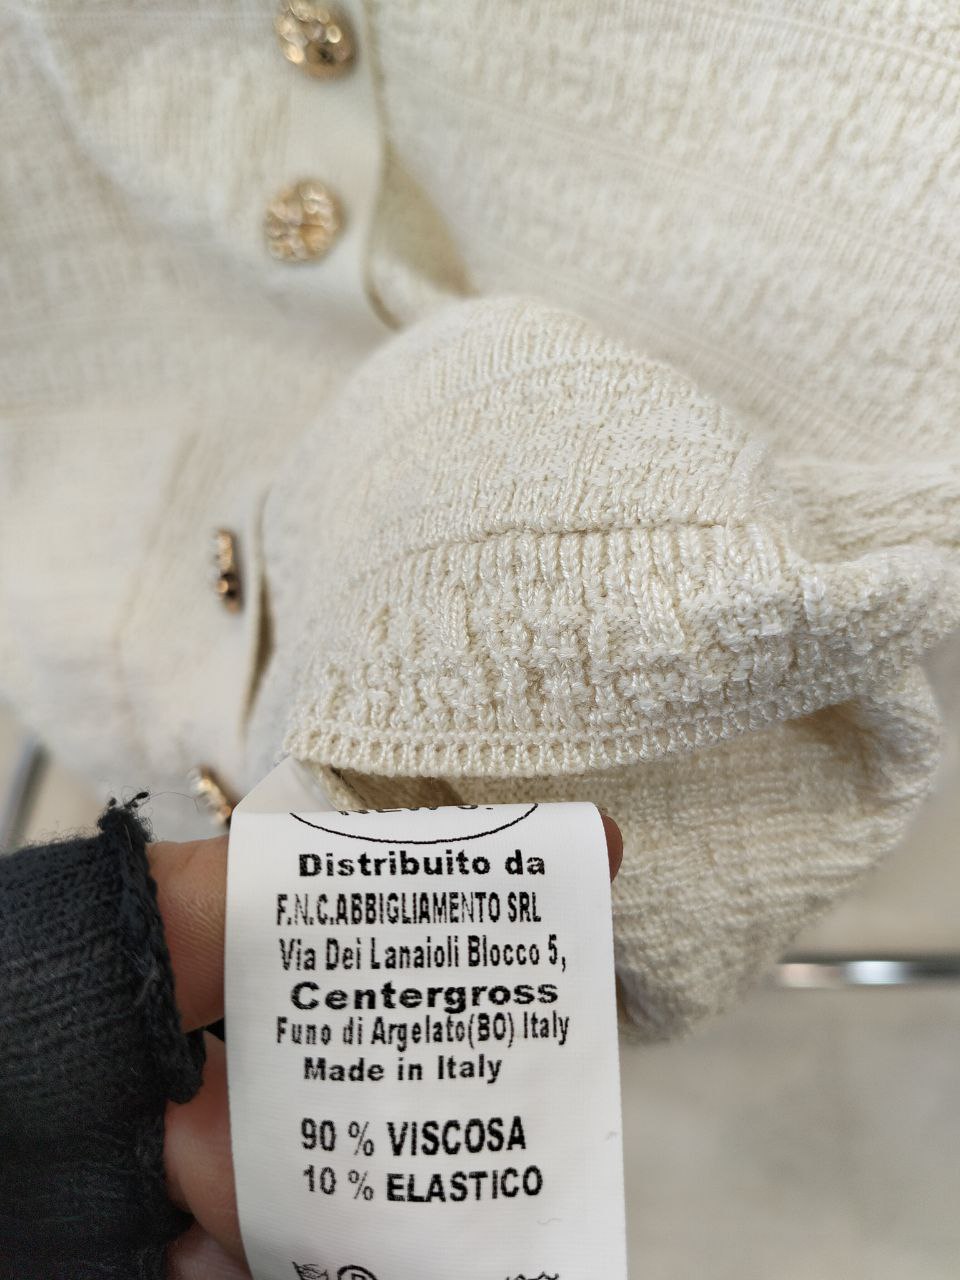 Distribuito da
F.N.C.ABBIGLIAMENTO SRL
Via Dei Lanaioli Blocco 5,
Centergross
Funo di Argelato(BO) Italy
Made in Italy
90 % VISCOSA
10 % ELASTICO